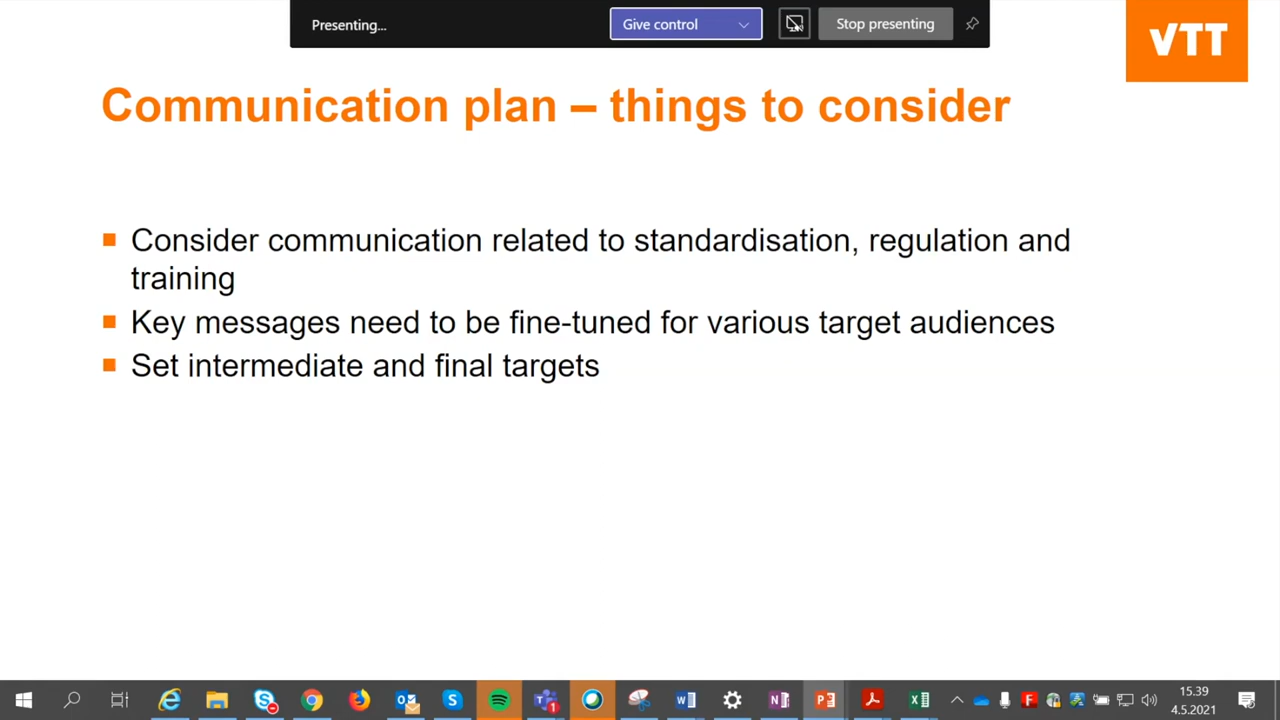 Presenting...
Give control
Stop presenting
VTT
Communication plan – things to consider
Consider communication related to standardisation, regulation and
training
Key messages need to be fine-tuned for various target audiences
Set intermediate and final targets
15.39
4.5.2021